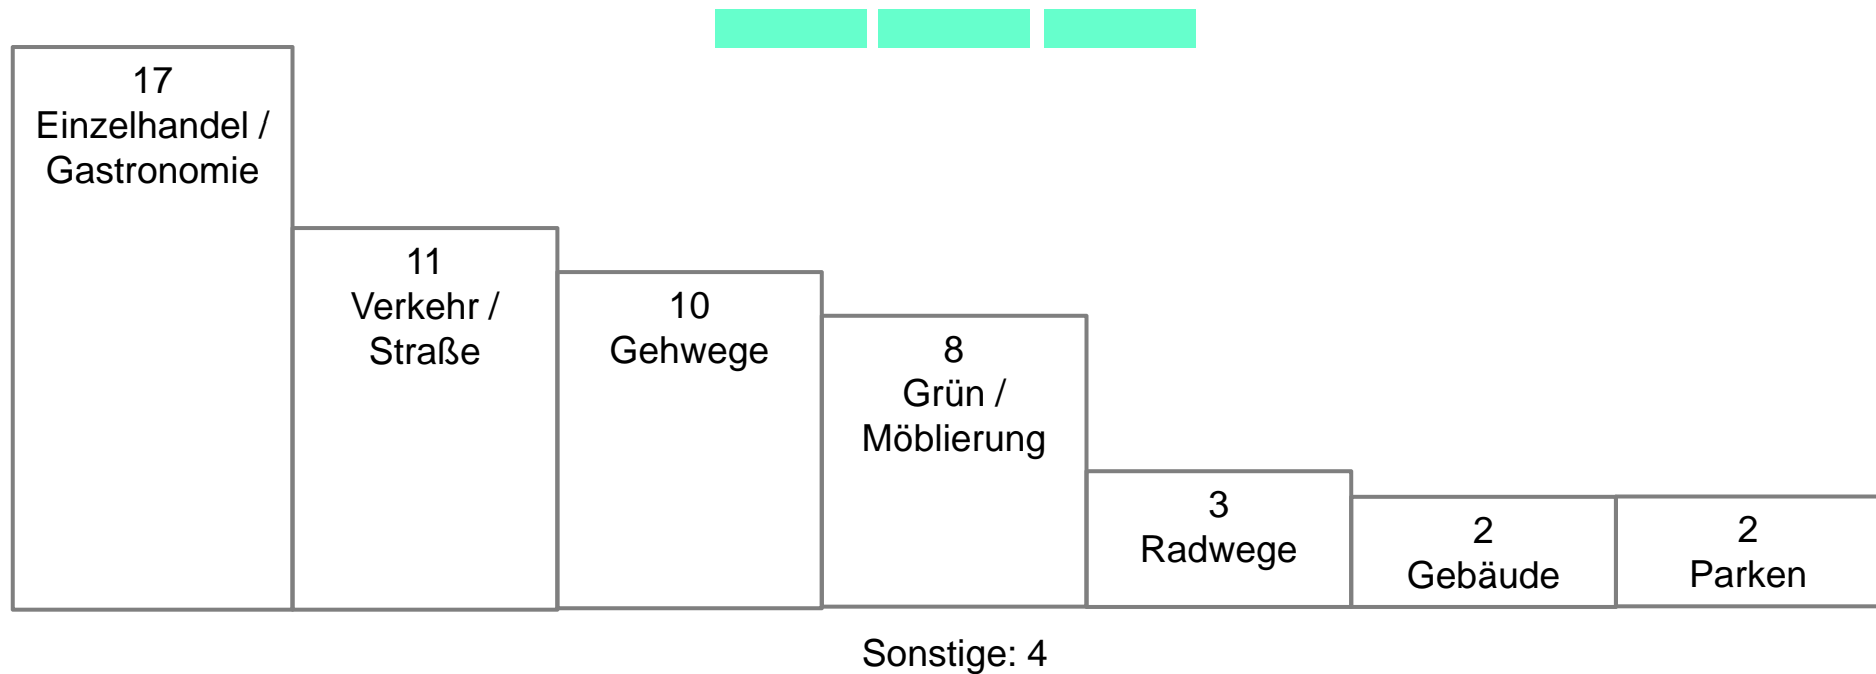 17
Einzelhandel /
Gastronomie
11
Verkehr /
Straße
10
Gehwege
8
Grün /
Möblierung
3
Radwege
2
Gebäude
2
Parken
Sonstige: 4